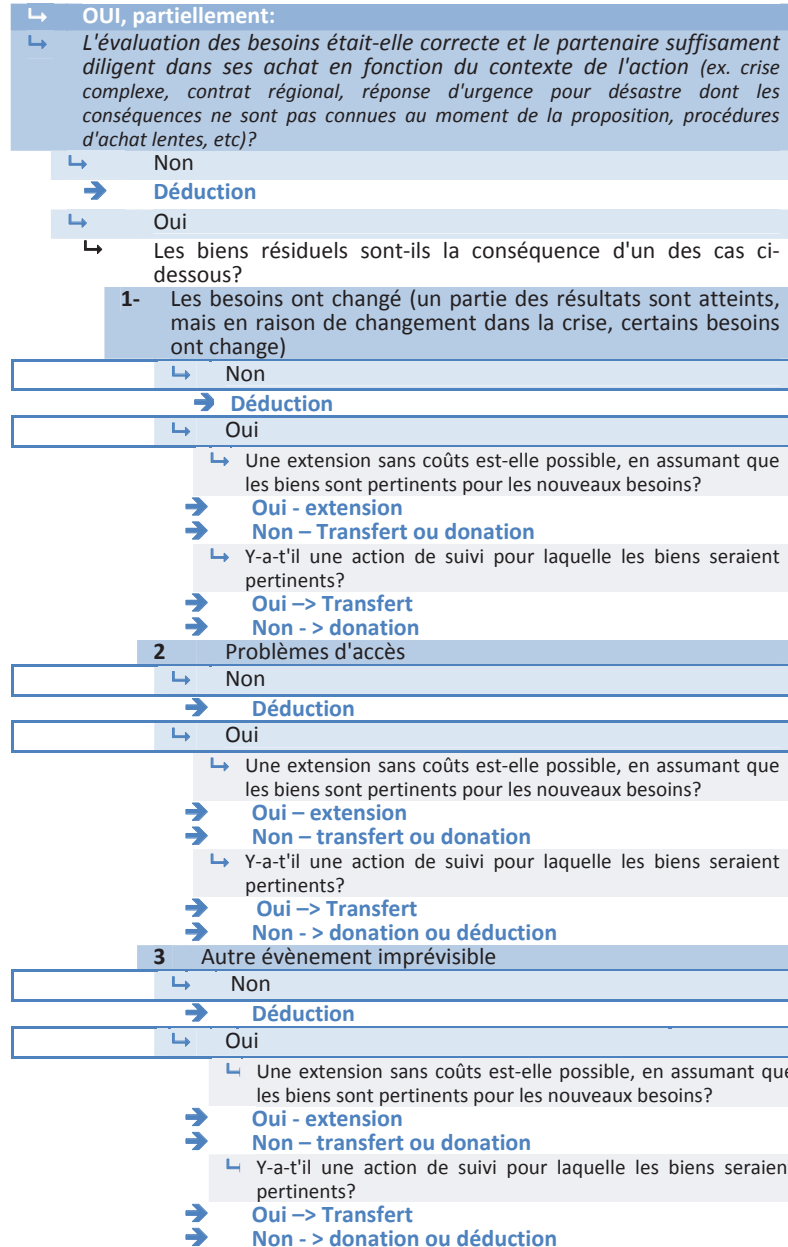 ↳ OUI, partiellement:
↳ L'évaluation des besoins était-elle correcte et le partenaire suffisament
diligent dans ses achat en fonction du contexte de l'action (ex. crise
complexe, contrat régional, réponse d'urgence pour désastre dont les
conséquences ne sont pas connues au moment de la proposition, procédures
d'achat lentes, etc)?
↳ Non
➔ Déduction
↳ Oui
↳ Les biens résiduels sont-ils la conséquence d'un des cas ci-
dessous?
1- Les besoins ont changé (un partie des résultats sont atteints,
mais en raison de changement dans la crise, certains besoins
ont change)
↳ Non
➔ Déduction
↳ Oui
↳ Une extension sans coûts est-elle possible, en assumant que
les biens sont pertinents pour les nouveaux besoins?
➔ Oui - extension
➔ Non – Transfert ou donation
↳ Y-a-t'il une action de suivi pour laquelle les biens seraient
pertinents?
➔ Oui –> Transfert
➔ Non - > donation
2 Problèmes d'accès
↳ Non
➔ Déduction
↳ Oui
↳ Une extension sans coûts est-elle possible, en assumant que
les biens sont pertinents pour les nouveaux besoins?
➔ Oui – extension
➔ Non – transfert ou donation
↳ Y-a-t'il une action de suivi pour laquelle les biens seraient
pertinents?
➔ Oui –> Transfert
➔ Non - > donation ou déduction
3 Autre évènement imprévisible
↳ Non
➔ Déduction
↳ Oui
↳ Une extension sans coûts est-elle possible, en assumant que
les biens sont pertinents pour les nouveaux besoins?
➔ Oui - extension
➔ Non – transfert ou donation
↳ Y-a-t'il une action de suivi pour laquelle les biens seraien
pertinents?
➔ Oui –> Transfert
➔ Non - > donation ou déduction